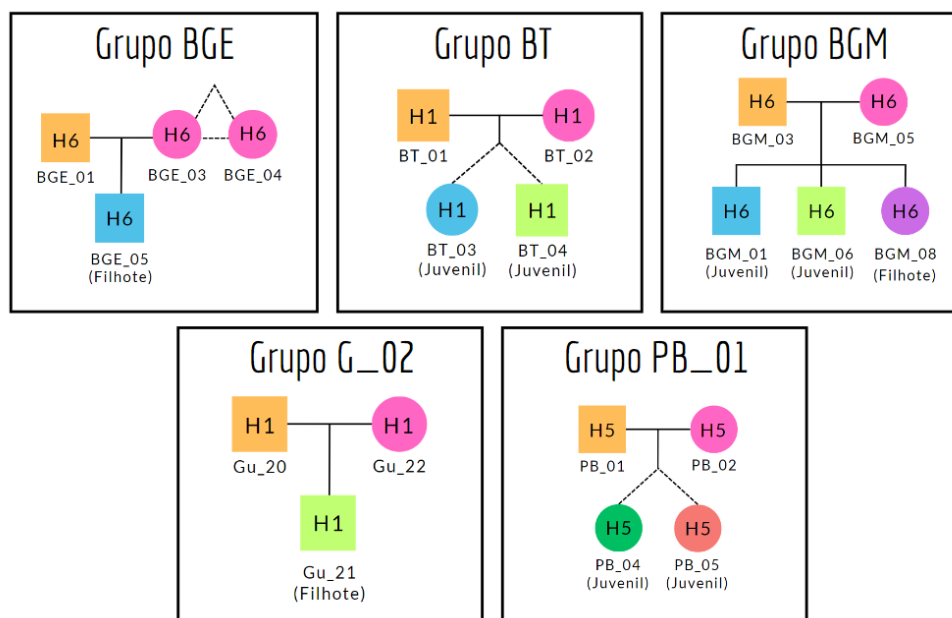 Grupo BGE
H6
H6
H6
BGE_01
BGE_03
BGE_04
H6
BGE_05
(Filhote)
Grupo BT
H1
H1
BT_01
BT_02
H1
H1
BT_03
(Juvenil)
BT_04
(Juvenil)
Grupo BGM
H6
H6
BGM_03
BGM_05
H6
H6
H6
BGM_01
(Juvenil)
BGM_06
(Juvenil)
BGM_08
(Filhote)
Grupo G_02
H1
H1
Gu_20
Gu_22
H1
Gu_21
(Filhote)
Grupo PB_01
H5
H5
PB_01
PB_02
H5
H5
PB_04
(Juvenil)
PB_05
(Juvenil)